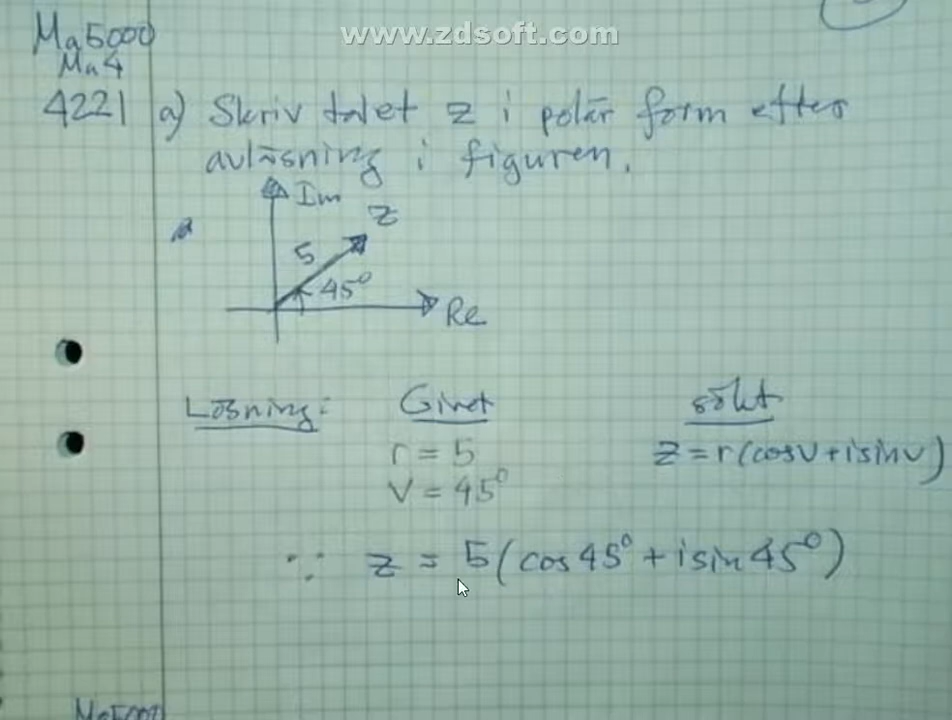 www.zdsoft.com
Ma5000
Ma4
4221 a) Skriv talet z i polär form efter
avläsning i figuren.
Im
z
5
45°
Re
Lösning: Givet sökt
r = 5 z = r(cosv + isinv)
v = 45°
∵ z = 5(cos45° + isin45°)
Ma5000